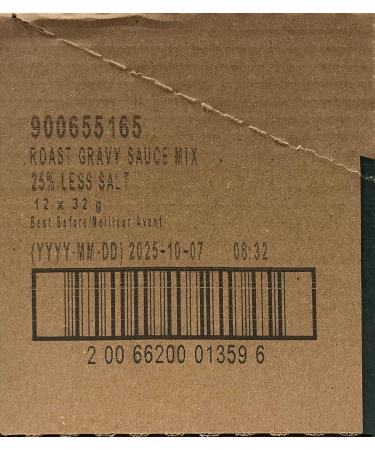 900655165
ROAST GRAVY SAUCE MIX
25% LESS SALT
12 x 32 g
Best Before/Meilleur Avant
(YYYY-MM-DD) 2025-10-07 06:32
2 00 66200 01359 6